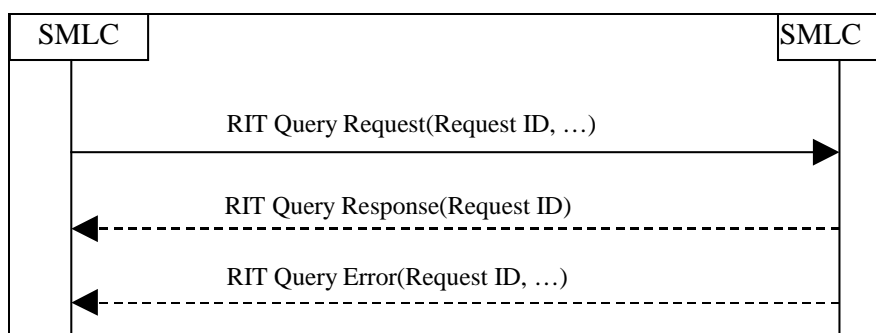 SMLC
SMLC
RIT Query Request(Request ID, …)
RIT Query Response(Request ID)
RIT Query Error(Request ID, …)